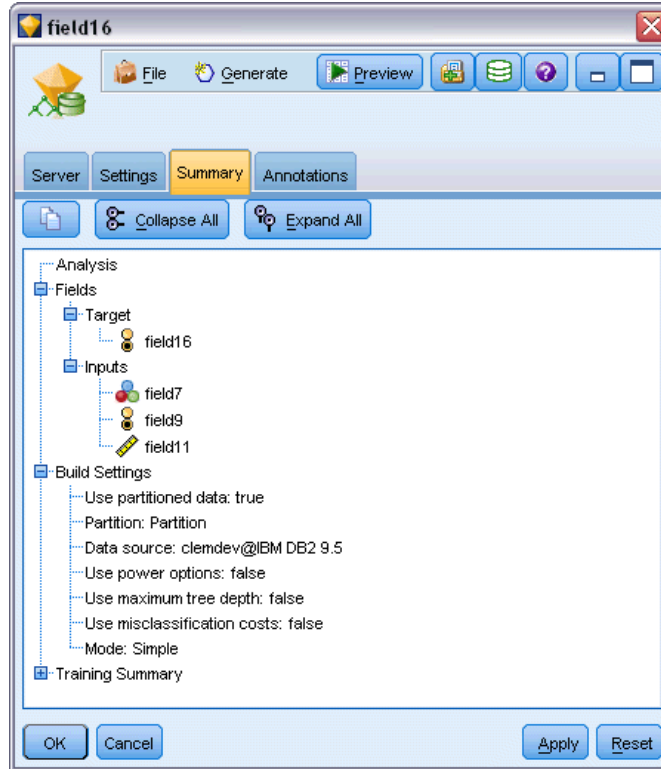 field16
File Generate Preview
Server Settings Summary Annotations
Collapse All Expand All
Analysis
Fields
Target
field16
Inputs
field7
field9
field11
Build Settings
Use partitioned data: true
Partition: Partition
Data source: clemdev@IBM DB2 9.5
Use power options: false
Use maximum tree depth: false
Use misclassification costs: false
Mode: Simple
Training Summary
OK Cancel Apply Reset